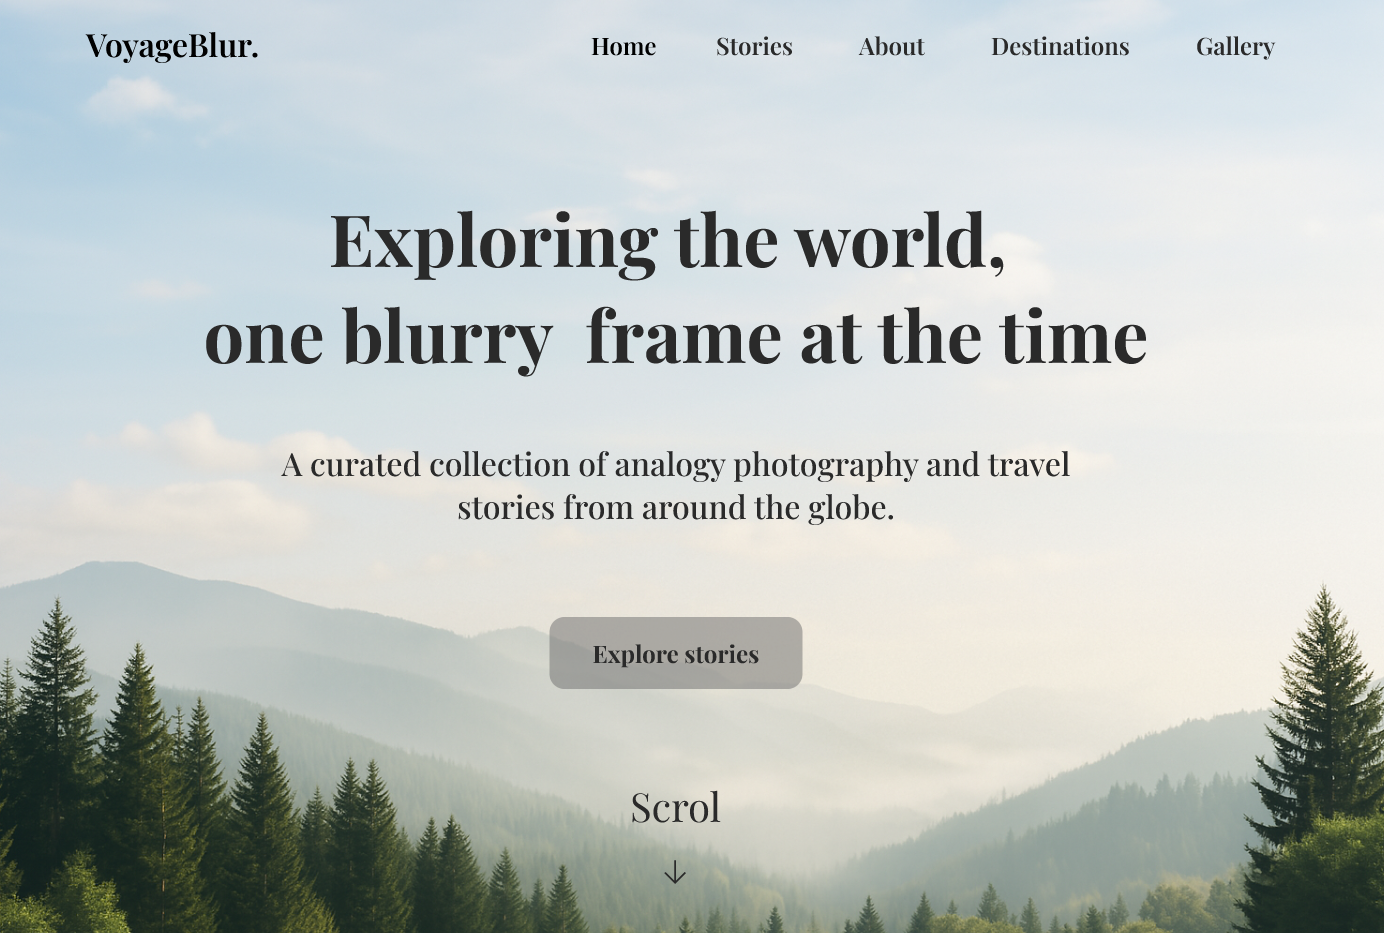 VoyageBlur.
Home Stories About Destinations Gallery
Exploring the world,
one blurry  frame at the time
A curated collection of analogy photography and travel
stories from around the globe.
Explore stories
Scrol